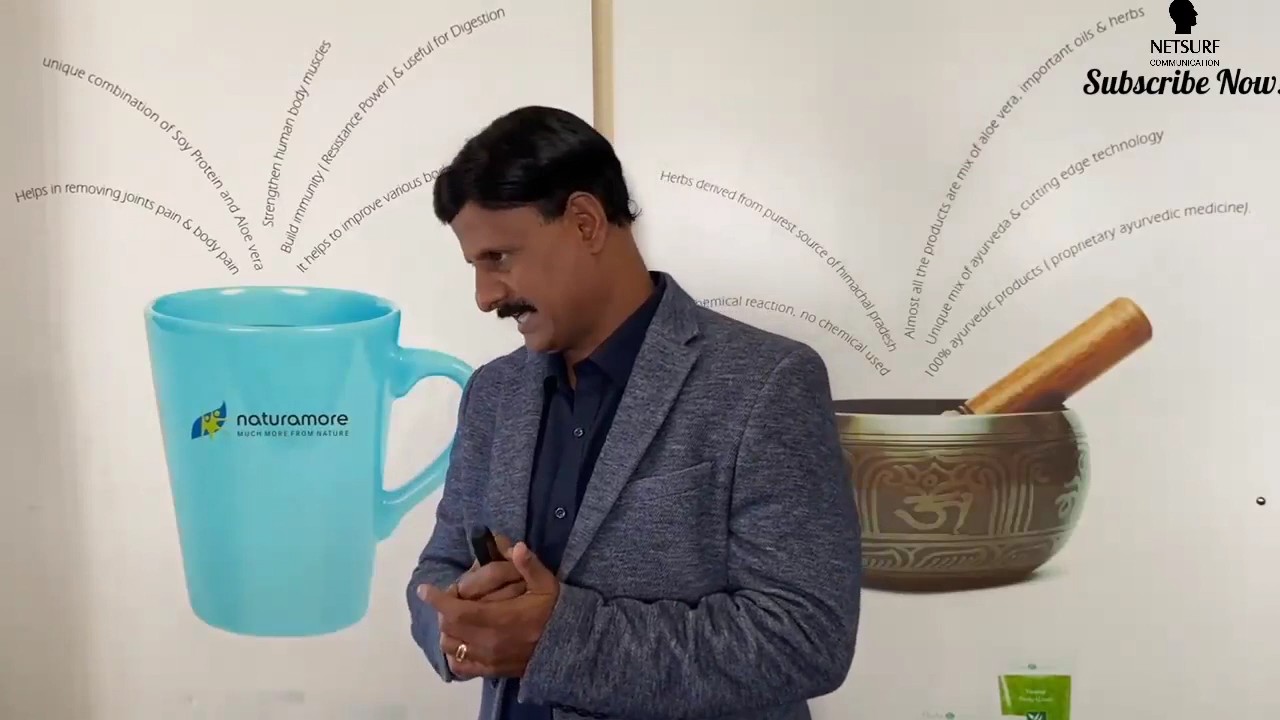 NETSURF
COMMUNICATION
Subscribe Now
unique combination of Soy Protein and Aloe vera
Strengthen human body muscles
Build immunity ( Resistance Power ) & useful for Digestion
Helps in removing joints pain & body pain
It helps to improve various
naturamore
MUCH MORE FROM NATURE
Herbs derived from purest source of himachal pradesh
reaction, no chemical used
Almost all the products are mix of aloe vera, important oils & herbs
Unique mix of ayurveda & cutting edge technology
100% ayurvedic products ( proprietary ayurvedic medicine).